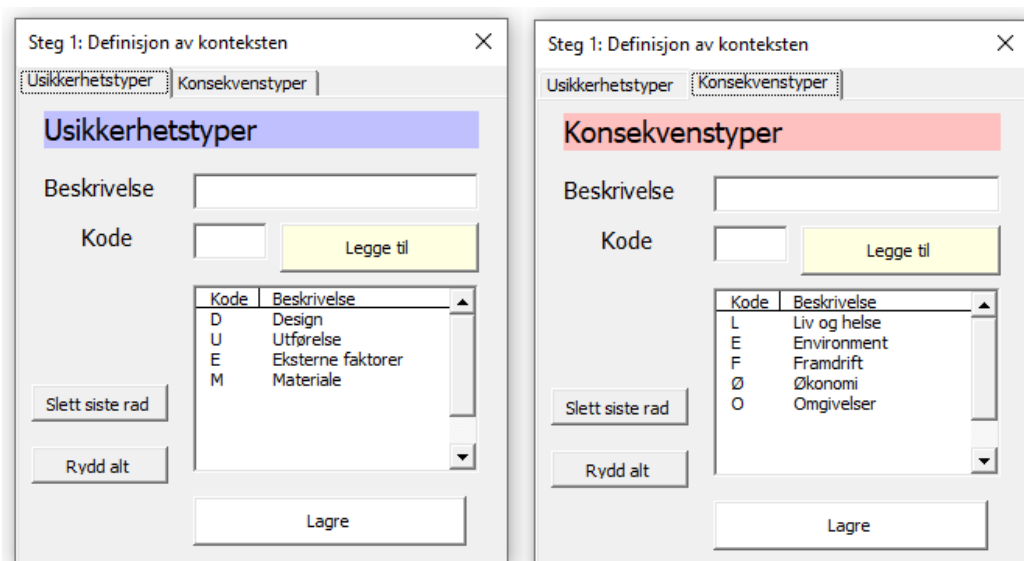 Steg 1: Definisjon av konteksten
Usikkerhetstyper Konsekvenstyper
Usikkerhetstyper
Beskrivelse
Kode Legge til
Kode Beskrivelse
D Design
U Utførelse
E Eksterne faktorer
M Materiale
Slett siste rad
Rydd alt
Lagre
Steg 1: Definisjon av konteksten
Usikkerhetstyper Konsekvenstyper
Konsekvenstyper
Beskrivelse
Kode Legge til
Kode Beskrivelse
L Liv og helse
E Environment
F Framdrift
Ø Økonomi
O Omgivelser
Slett siste rad
Rydd alt
Lagre